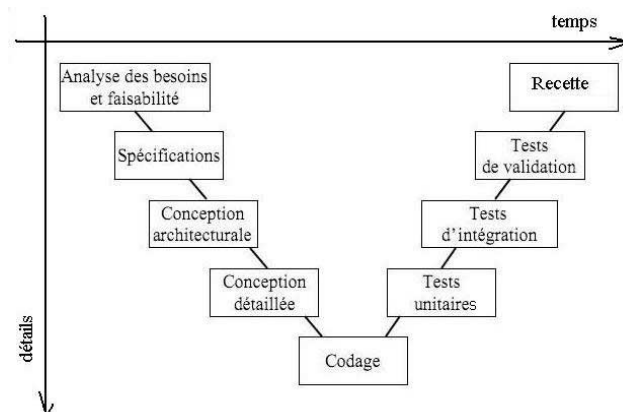 temps
Analyse des besoins
et faisabilité
Recette
Spécifications
Tests
de validation
Conception
architecturale
Tests
d'intégration
Conception
détaillée
Tests
unitaires
Codage
détails